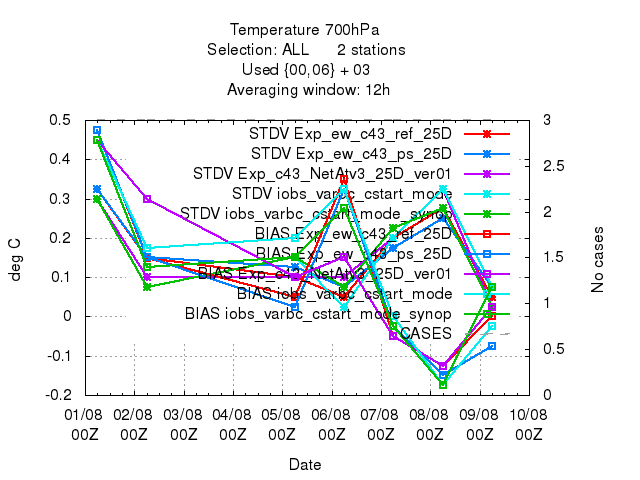 Temperature 700hPa
Selection: ALL 2 stations
Used {00,06} + 03
Averaging window: 12h
0.5
0.4
0.3
0.2
0.1
0
-0.1
-0.2
deg C
STDV Exp_ew_c43_ref_25D
STDV Exp_ew_c43_ps_25D
STDV Exp_c43_NetAtv3_25D_ver01
STDV iobs_varbc_cstart_mode
STDV iobs_varbc_cstart_mode_synop
BIAS Exp_ew_c43_ref_25D
BIAS Exp_ew_c43_ps_25D
BIAS Exp_c43_NetAtv3_25D_ver01
BIAS iobs_varbc_cstart_mode
BIAS iobs_varbc_cstart_mode_synop
CASES
3
2.5
2
1.5
1
0.5
0
No cases
01/08 02/08 03/08 04/08 05/08 06/08 07/08 08/08 09/08 10/08
00Z 00Z 00Z 00Z 00Z 00Z 00Z 00Z 00Z 00Z
Date